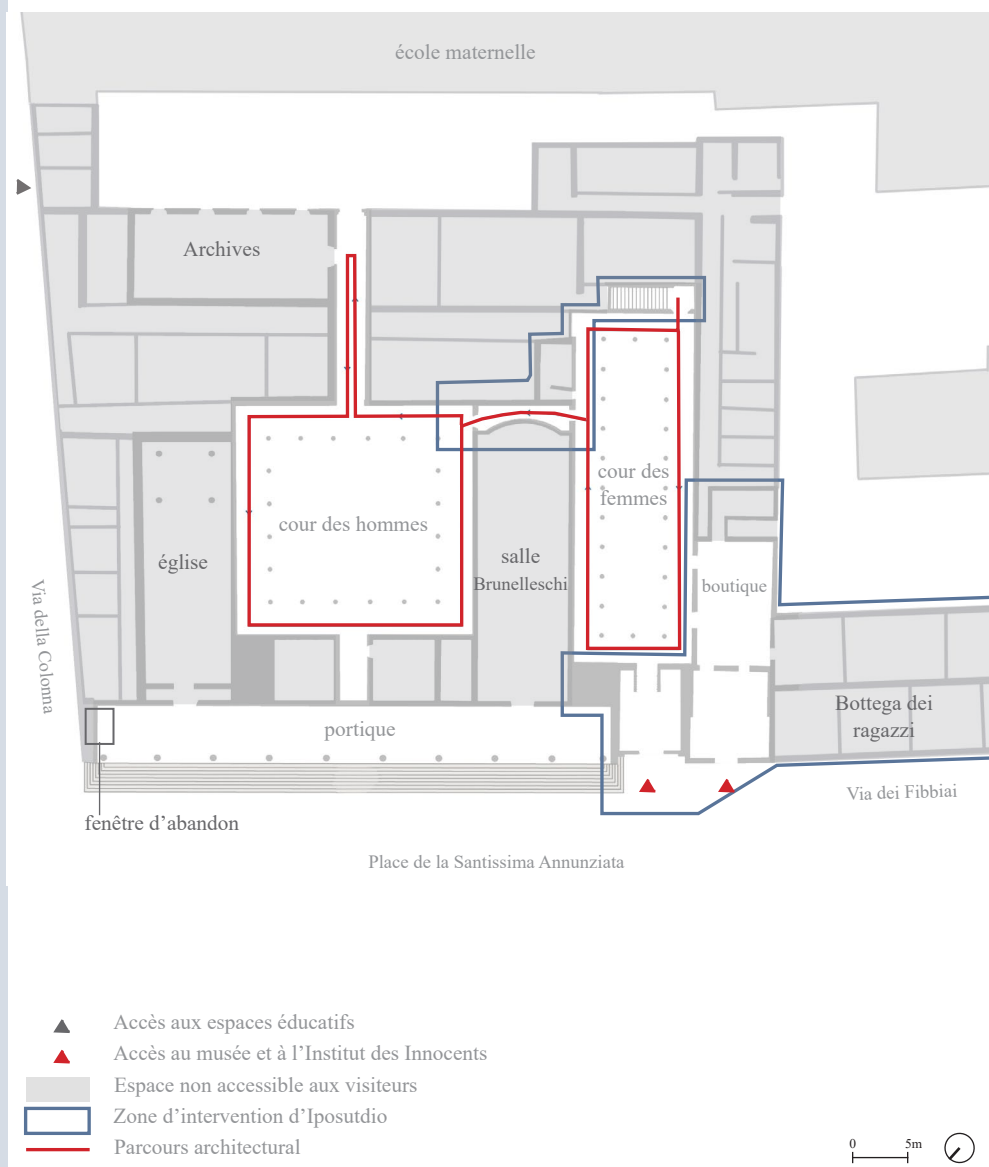 école maternelle
Archives
cour des
femmes
cour des hommes
salle
Brunelleschi
église
boutique
Via della Colonna
Bottega dei
ragazzi
portique
Via dei Fibbiai
fenêtre d’abandon
Place de la Santissima Annunziata
Accès aux espaces éducatifs
Accès au musée et à l’Institut des Innocents
Espace non accessible aux visiteurs
Zone d’intervention d’Iposutdio
Parcours architectural
0 5m